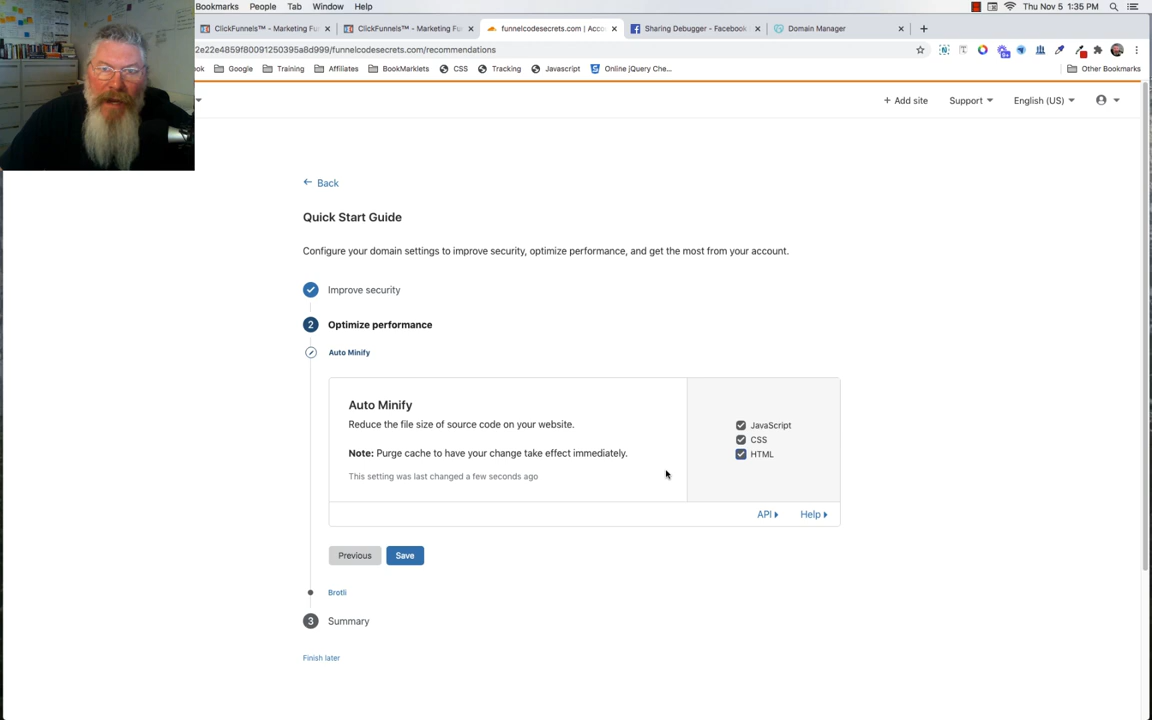 Bookmarks People Tab Window Help Thu Nov 5 1:35 PM
ClickFunnels™ - Marketing Fu ClickFunnels™ - Marketing Fu funnelcodesecrets.com | Acco Sharing Debugger - Facebook Domain Manager
2e22e4859f80091250395a8d999/funnelcodesecrets.com/recommendations
ok Google Training Affiliates BookMarklets CSS Tracking Javascript Online jQuery Che... Other Bookmarks
+ Add site Support English (US)
Back
Quick Start Guide
Configure your domain settings to improve security, optimize performance, and get the most from your account.
Improve security
2 Optimize performance
Auto Minify
Auto Minify
Reduce the file size of source code on your website.
Note: Purge cache to have your change take effect immediately.
This setting was last changed a few seconds ago
JavaScript
CSS
HTML
API Help
Previous Save
Brotli
3 Summary
Finish later